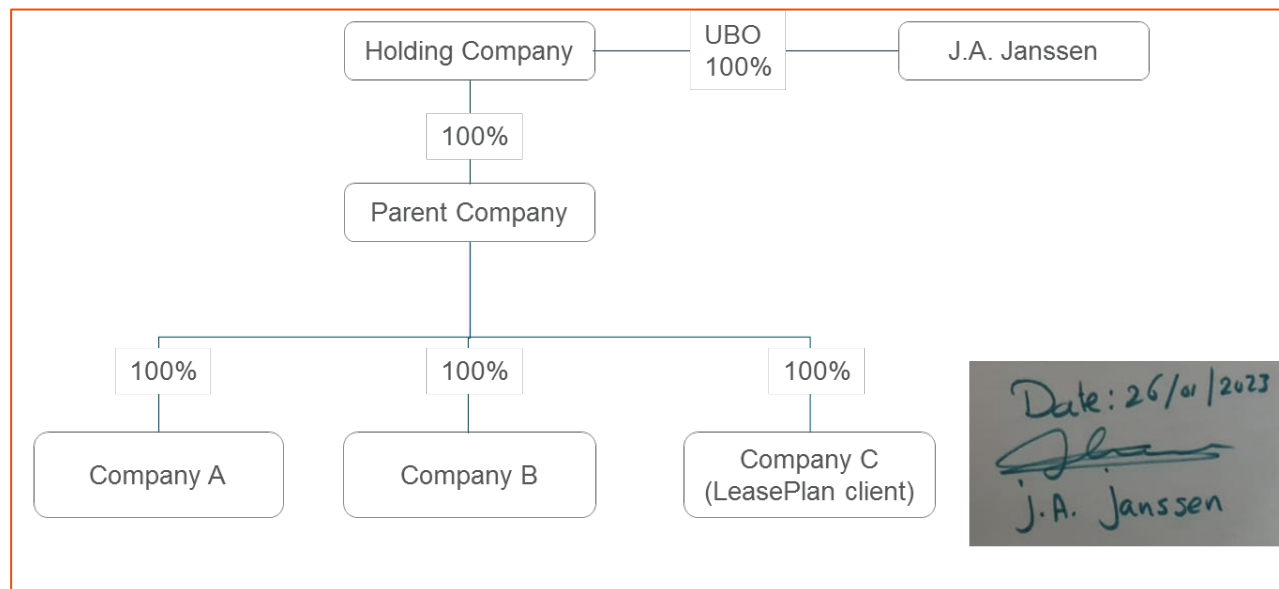 Holding Company
UBO
100%
J.A. Janssen
100%
Parent Company
100%
100%
100%
Company A
Company B
Company C
(LeasePlan client)
Date: 26/01/2023
j.A. janssen